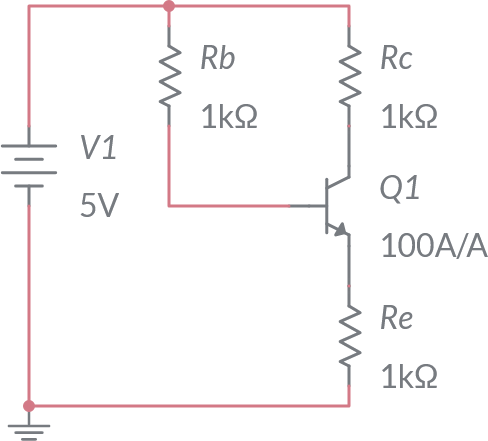 Rb
1kΩ
Rc
1kΩ
V1
5V
Q1
100A/A
Re
1kΩ